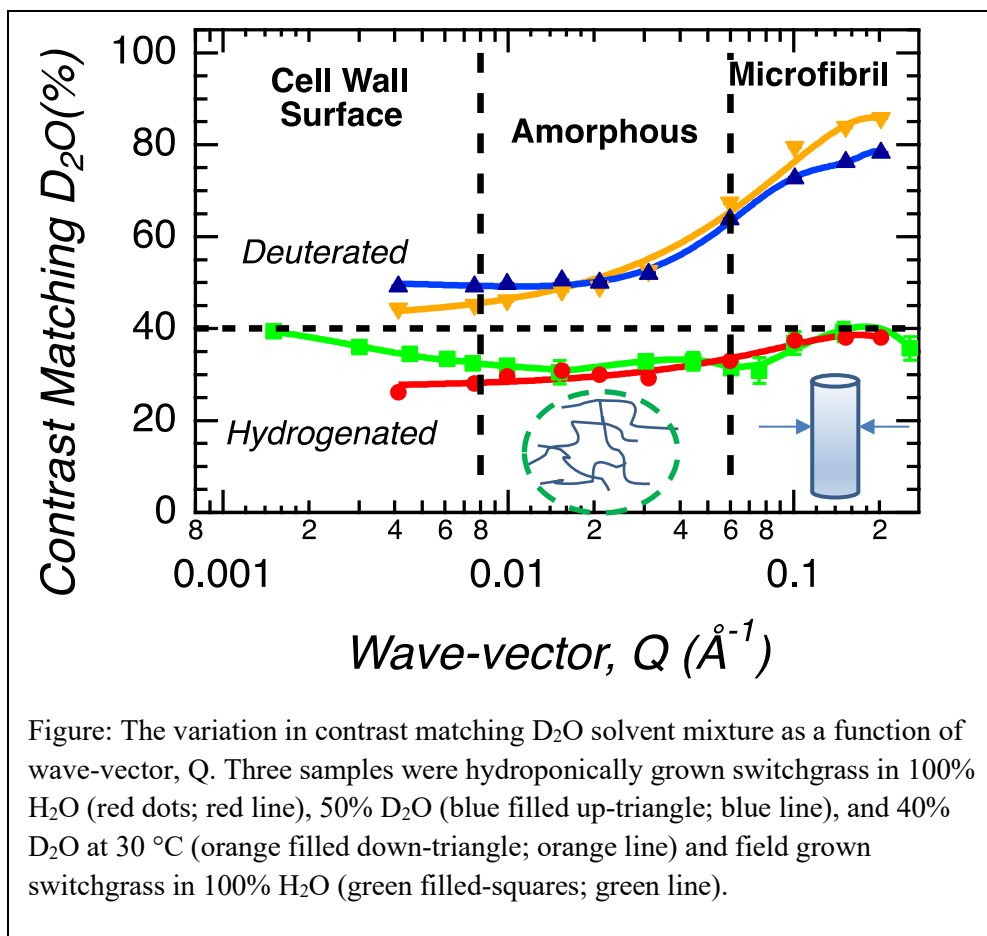 Contrast Matching D₂O(%)
100
80
60
40
20
0
Cell Wall
Surface
Amorphous
Microfibril
Deuterated
Hydrogenated
8 2 4 6 8 2 4 6 8 2
0.001 0.01 0.1
Wave-vector, Q (Å⁻¹)
Figure: The variation in contrast matching D₂O solvent mixture as a function of
wave-vector, Q. Three samples were hydroponically grown switchgrass in 100%
H₂O (red dots; red line), 50% D₂O (blue filled up-triangle; blue line), and 40%
D₂O at 30 °C (orange filled down-triangle; orange line) and field grown
switchgrass in 100% H₂O (green filled-squares; green line).